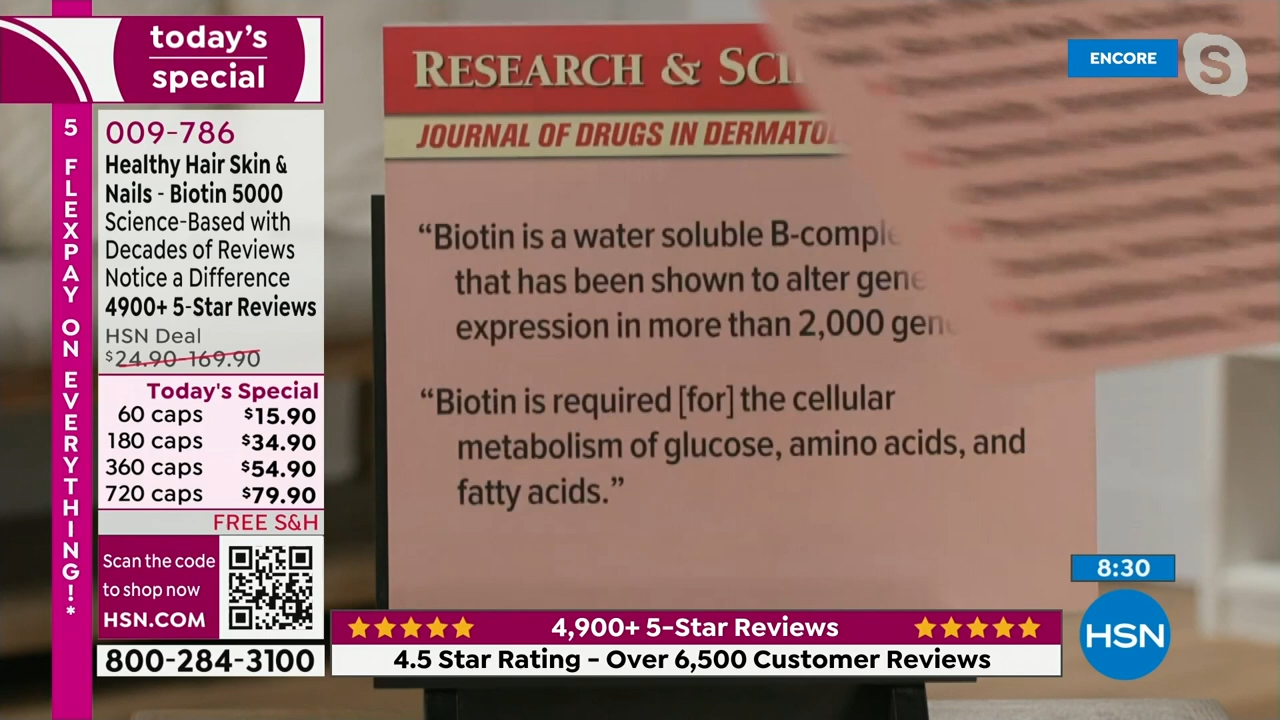 today's
special
5 FLEXPAY ON EVERYTHING!*
009-786
Healthy Hair Skin &
Nails - Biotin 5000
Science-Based with
Decades of Reviews
Notice a Difference
4900+ 5-Star Reviews
HSN Deal
$24.90-169.90
Today's Special
60 caps $15.90
180 caps $34.90
360 caps $54.90
720 caps $79.90
FREE S&H
Scan the code
to shop now
HSN.COM
800-284-3100
RESEARCH &
JOURNAL OF DRUGS IN
“Biotin is a water soluble
that has been shown to alter
expression in more than 2,000
“Biotin is required [for] the cellular
metabolism of glucose, amino acids, and
fatty acids.”
ENCORE
S
8:30
HSN
4,900+ 5-Star Reviews
4.5 Star Rating – Over 6,500 Customer Reviews